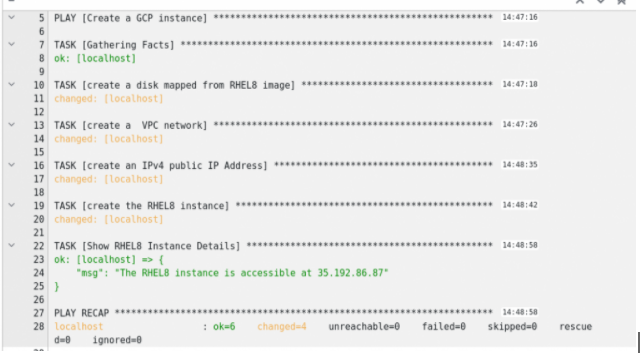 5 PLAY [Create a GCP instance] *************************************************** 14:47:16
6
7 TASK [Gathering Facts] ********************************************************* 14:47:16
8 ok: [localhost]
9
10 TASK [create a disk mapped from RHEL8 image] *********************************** 14:47:18
11 changed: [localhost]
12
13 TASK [create a  VPC network] *************************************************** 14:47:26
14 changed: [localhost]
15
16 TASK [create an IPv4 public IP Address] **************************************** 14:48:35
17 changed: [localhost]
18
19 TASK [create the RHEL8 instance] *********************************************** 14:48:42
20 changed: [localhost]
21
22 TASK [Show RHEL8 Instance Details] ********************************************* 14:48:58
23 ok: [localhost] => {
24     "msg": "The RHEL8 instance is accessible at 35.192.86.87"
25 }
26
27 PLAY RECAP ********************************************************************* 14:48:58
28 localhost                  : ok=6    changed=4    unreachable=0    failed=0    skipped=0    rescue
d=0    ignored=0